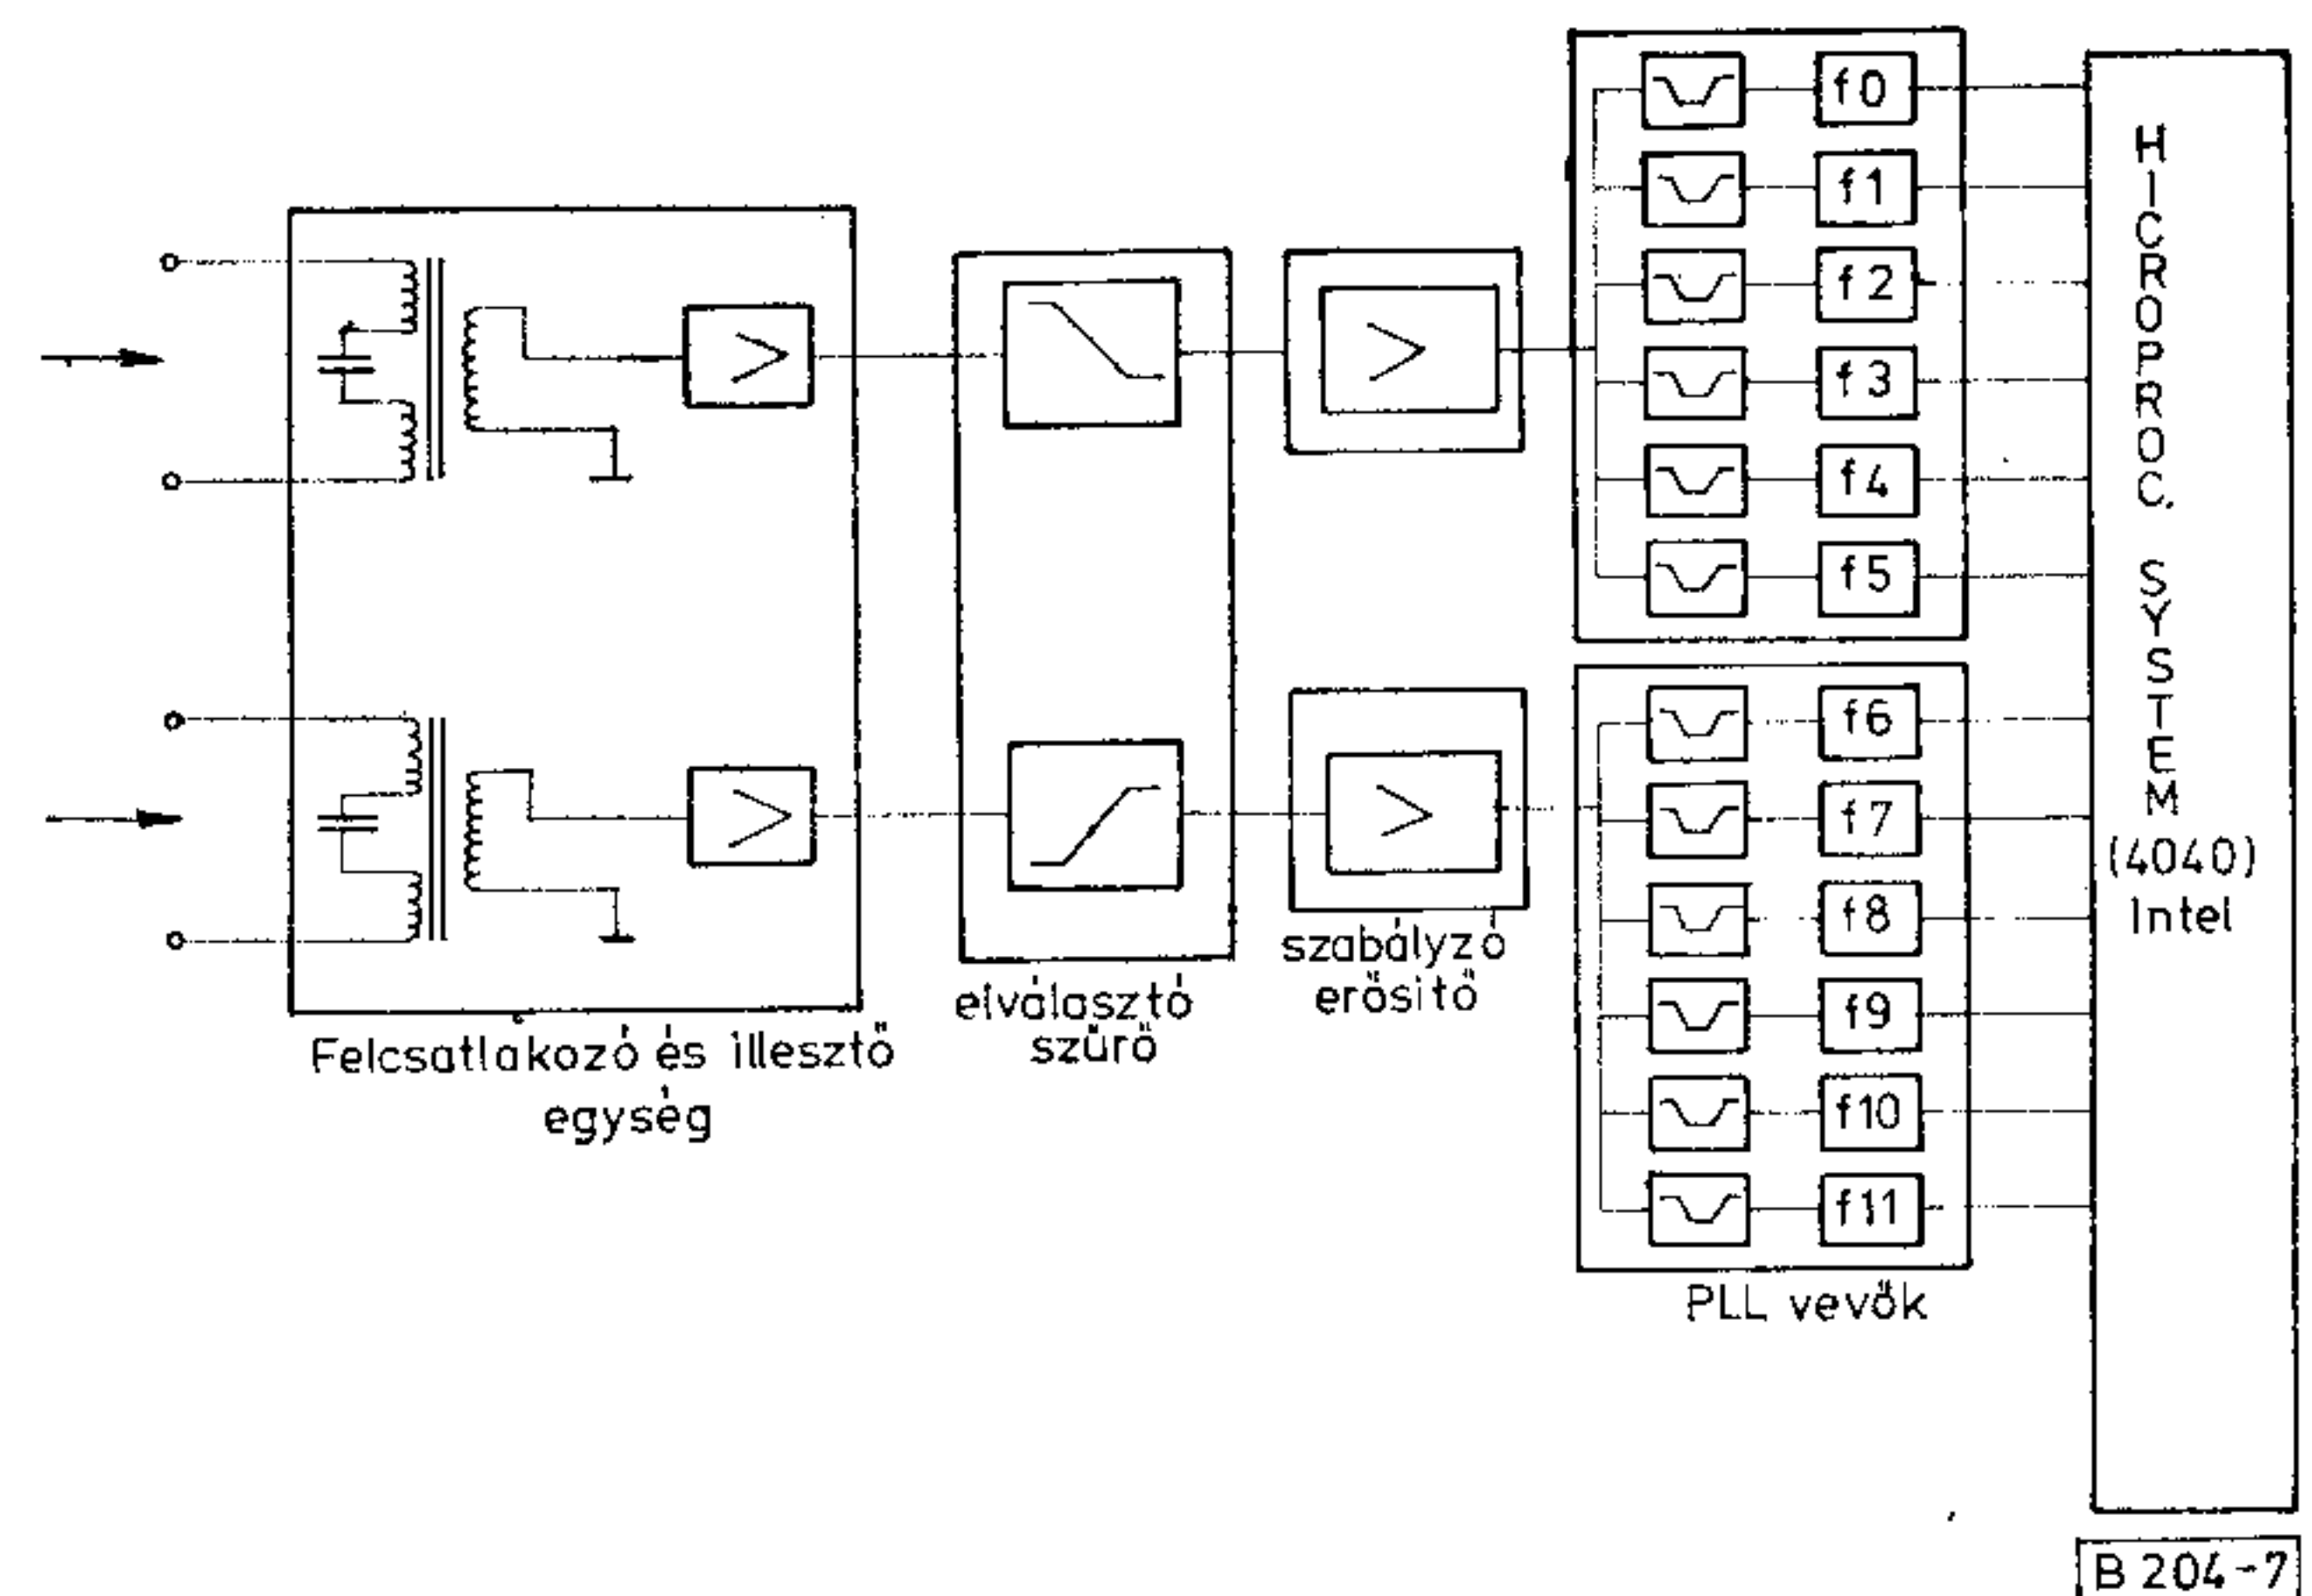 f0
f1
f2
f3
f4
f5
f6
f7
f8
f9
f10
f11
HICROPROC. SYSTEM
(4040)
Intel
szabályzó
erősitő
elválasztó
szűrő
Felcsatlakozó és illesztő
egység
PLL vevők
B 204-7